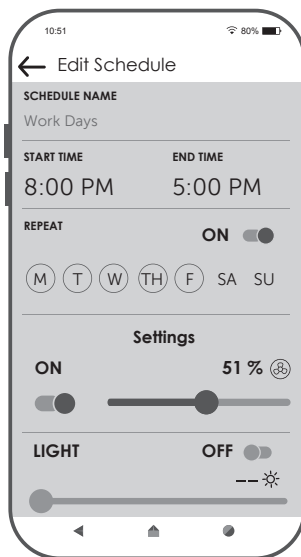 10:51 80%
Edit Schedule
SCHEDULE NAME
Work Days
START TIME END TIME
8:00 PM 5:00 PM
REPEAT ON
M T W TH F SA SU
Settings
ON 51 %
LIGHT OFF
--